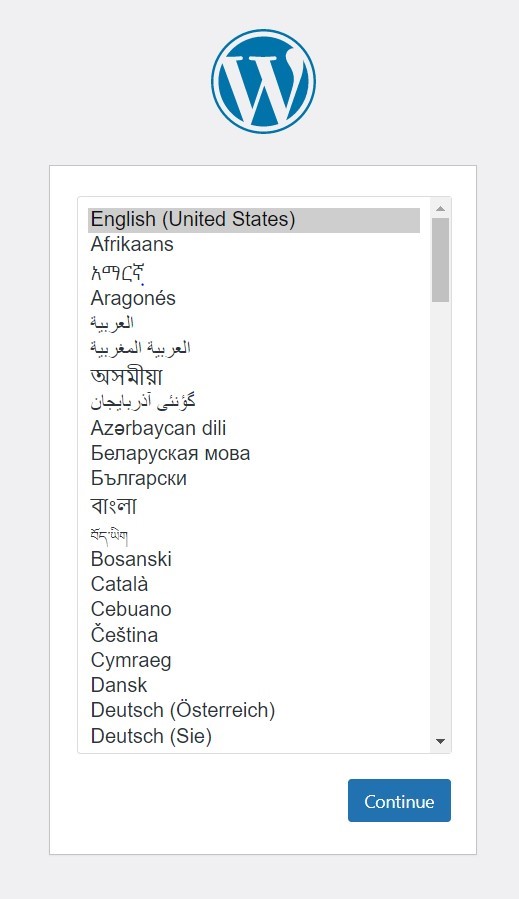 English (United States)
Afrikaans
አማርኛ
Aragonés
العربية
العربية المغربية
অসমীয়া
گؤنئی آذربایجان
Azərbaycan dili
Беларуская мова
Български
বাংলা
བོད་ཡིག
Bosanski
Català
Cebuano
Čeština
Cymraeg
Dansk
Deutsch (Österreich)
Deutsch (Sie)
Continue